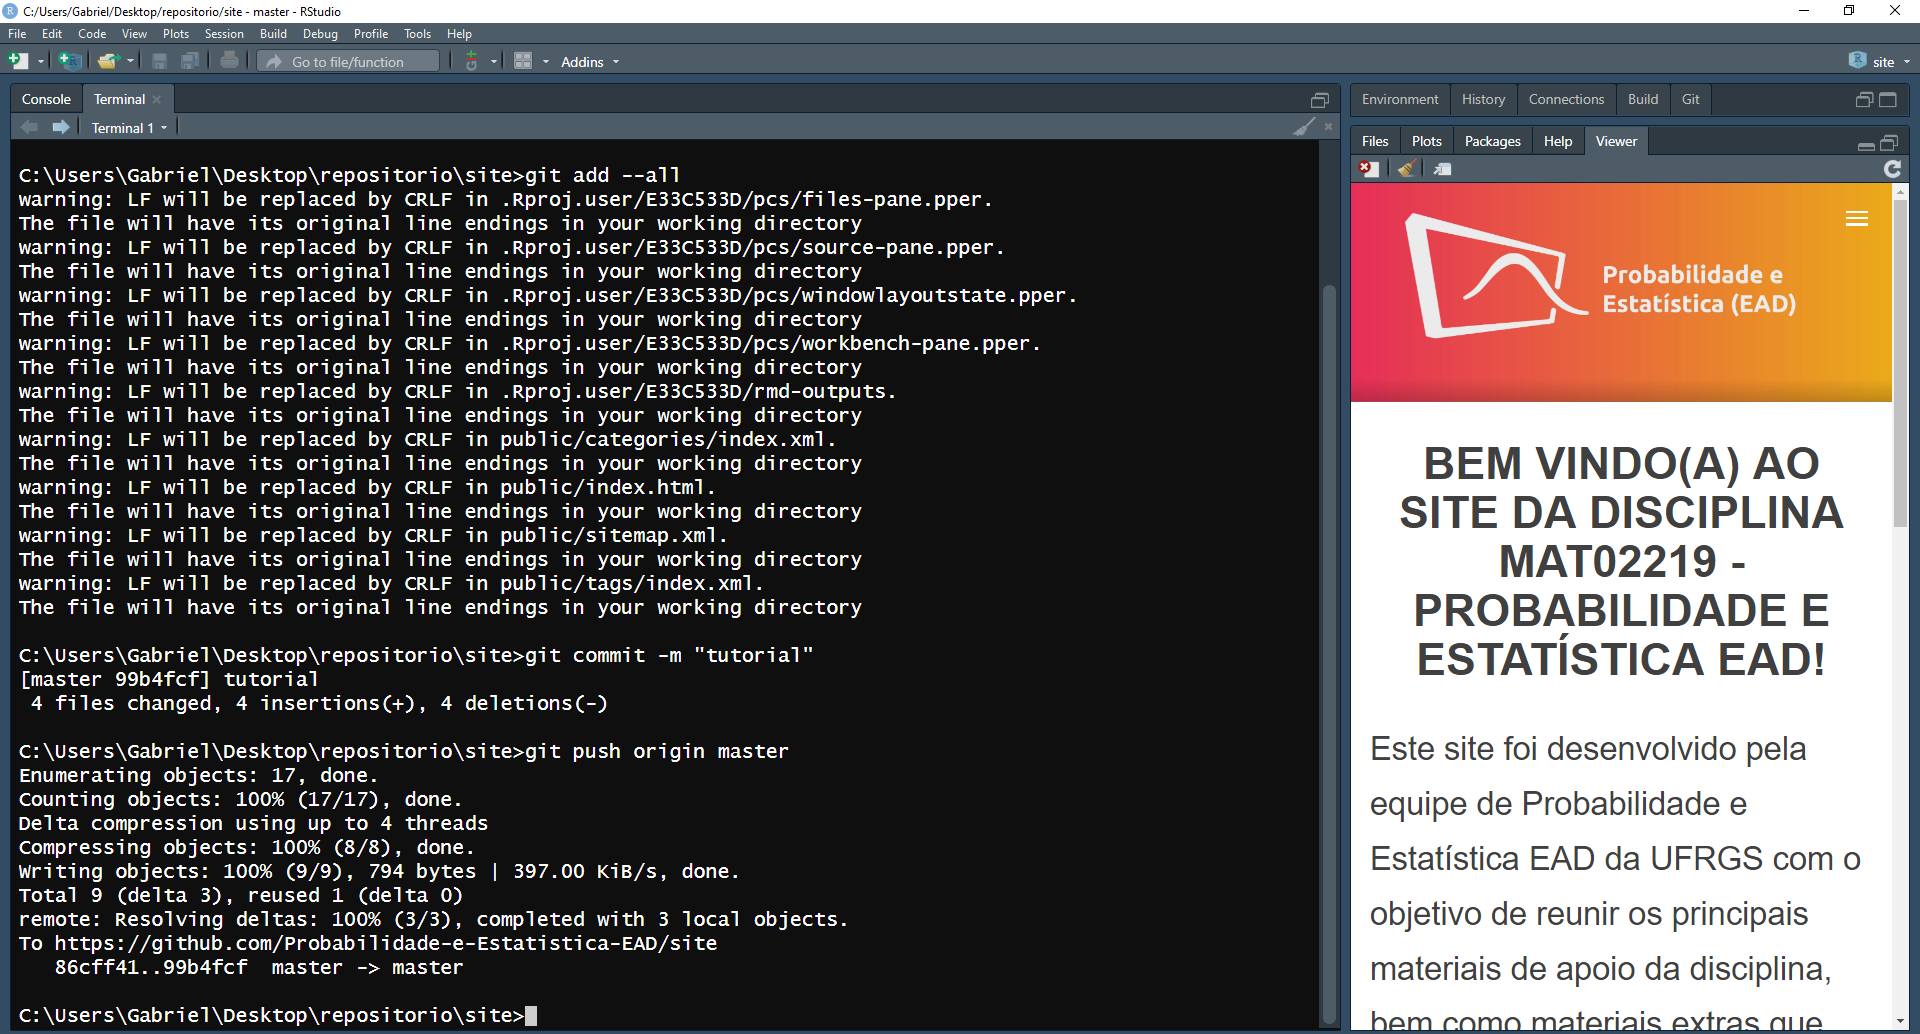 C:/Users/Gabriel/Desktop/repositorio/site - master - RStudio
File Edit Code View Plots Session Build Debug Profile Tools Help
Go to file/function Addins site
Console Terminal
Terminal 1
C:\Users\Gabriel\Desktop\repositorio\site>git add --all
warning: LF will be replaced by CRLF in .Rproj.user/E33C533D/pcs/files-pane.pper.
The file will have its original line endings in your working directory
warning: LF will be replaced by CRLF in .Rproj.user/E33C533D/pcs/source-pane.pper.
The file will have its original line endings in your working directory
warning: LF will be replaced by CRLF in .Rproj.user/E33C533D/pcs/windowlayoutstate.pper.
The file will have its original line endings in your working directory
warning: LF will be replaced by CRLF in .Rproj.user/E33C533D/pcs/workbench-pane.pper.
The file will have its original line endings in your working directory
warning: LF will be replaced by CRLF in .Rproj.user/E33C533D/rmd-outputs.
The file will have its original line endings in your working directory
warning: LF will be replaced by CRLF in public/categories/index.xml.
The file will have its original line endings in your working directory
warning: LF will be replaced by CRLF in public/index.html.
The file will have its original line endings in your working directory
warning: LF will be replaced by CRLF in public/sitemap.xml.
The file will have its original line endings in your working directory
warning: LF will be replaced by CRLF in public/tags/index.xml.
The file will have its original line endings in your working directory
C:\Users\Gabriel\Desktop\repositorio\site>git commit -m "tutorial"
[master 99b4fcf] tutorial
4 files changed, 4 insertions(+), 4 deletions(-)
C:\Users\Gabriel\Desktop\repositorio\site>git push origin master
Enumerating objects: 17, done.
Counting objects: 100% (17/17), done.
Delta compression using up to 4 threads
Compressing objects: 100% (8/8), done.
Writing objects: 100% (9/9), 794 bytes | 397.00 KiB/s, done.
Total 9 (delta 3), reused 1 (delta 0)
remote: Resolving deltas: 100% (3/3), completed with 3 local objects.
To https://github.com/Probabilidade-e-Estatistica-EAD/site
86cff41..99b4fcf  master -> master
C:\Users\Gabriel\Desktop\repositorio\site>
Environment History Connections Build Git
Files Plots Packages Help Viewer
Probabilidade e
Estatística (EAD)
BEM VINDO(A) AO
SITE DA DISCIPLINA
MAT02219 -
PROBABILIDADE E
ESTATÍSTICA EAD!
Este site foi desenvolvido pela
equipe de Probabilidade e
Estatística EAD da UFRGS com o
objetivo de reunir os principais
materiais de apoio da disciplina,
bem como materiais extras que